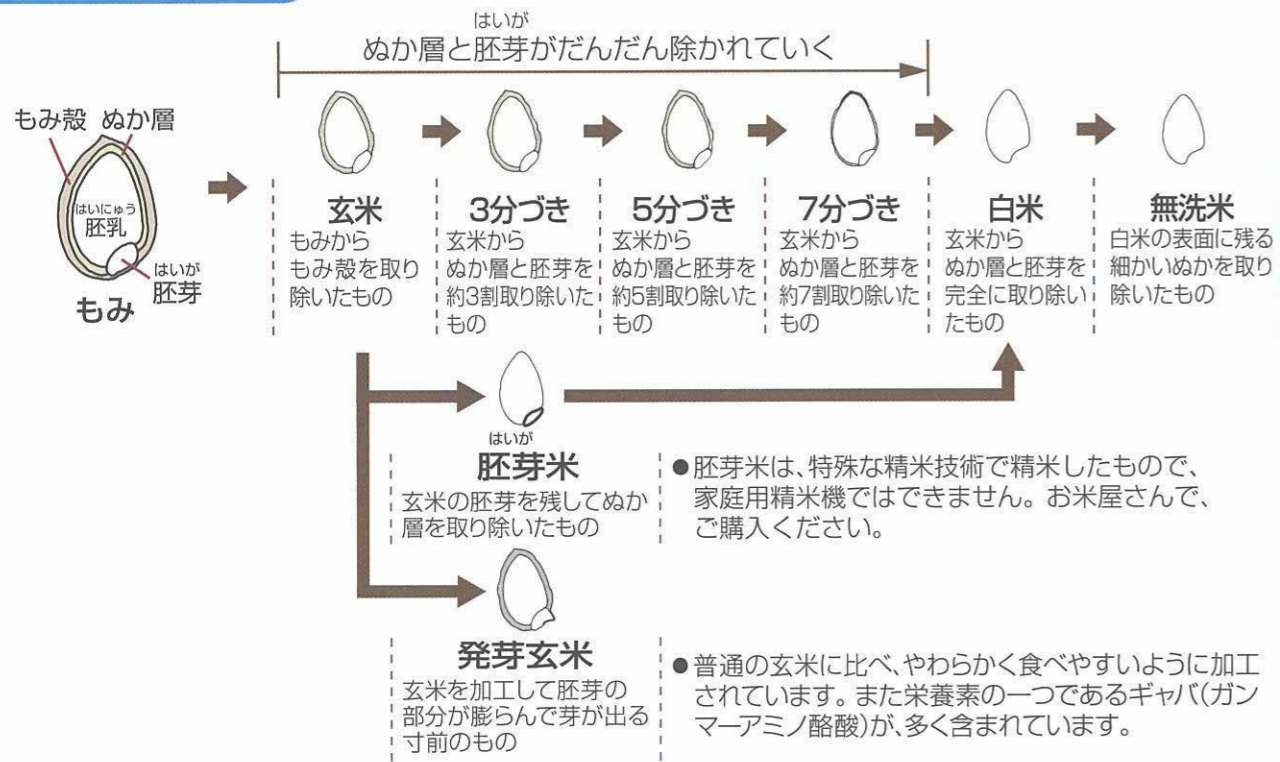 はいが
ぬか層と胚芽がだんだん除かれていく
もみ殻 ぬか層
はいにゅう
胚乳
はいが
胚芽
もみ
玄米
もみから
もみ殻を取り
除いたもの
3分づき
玄米から
ぬか層と胚芽を
約3割取り除いた
もの
5分づき
玄米から
ぬか層と胚芽を
約5割取り除いた
もの
7分づき
玄米から
ぬか層と胚芽を
約7割取り除いた
もの
白米
玄米から
ぬか層と胚芽を
完全に取り除い
たもの
無洗米
白米の表面に残る
細かいぬかを取り
除いたもの
はいが
胚芽米
玄米の胚芽を残してぬか
層を取り除いたもの
●胚芽米は、特殊な精米技術で精米したもので、
家庭用精米機ではできません。お米屋さんで、
ご購入ください。
発芽玄米
玄米を加工して胚芽の
部分が膨らんで芽が出る
寸前のもの
●普通の玄米に比べ、やわらかく食べやすいように加工
されています。また栄養素の一つであるギャバ(ガン
マーアミノ酪酸)が、多く含まれています。